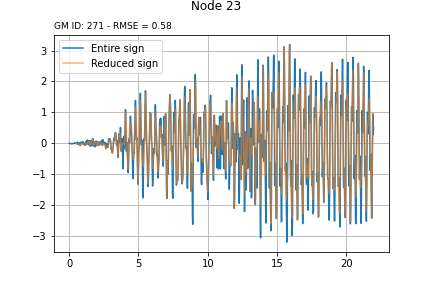 Node 23
GM ID: 271 - RMSE = 0.58
Entire sign
Reduced sign
3
2
1
0
−1
−2
−3
0 5 10 15 20